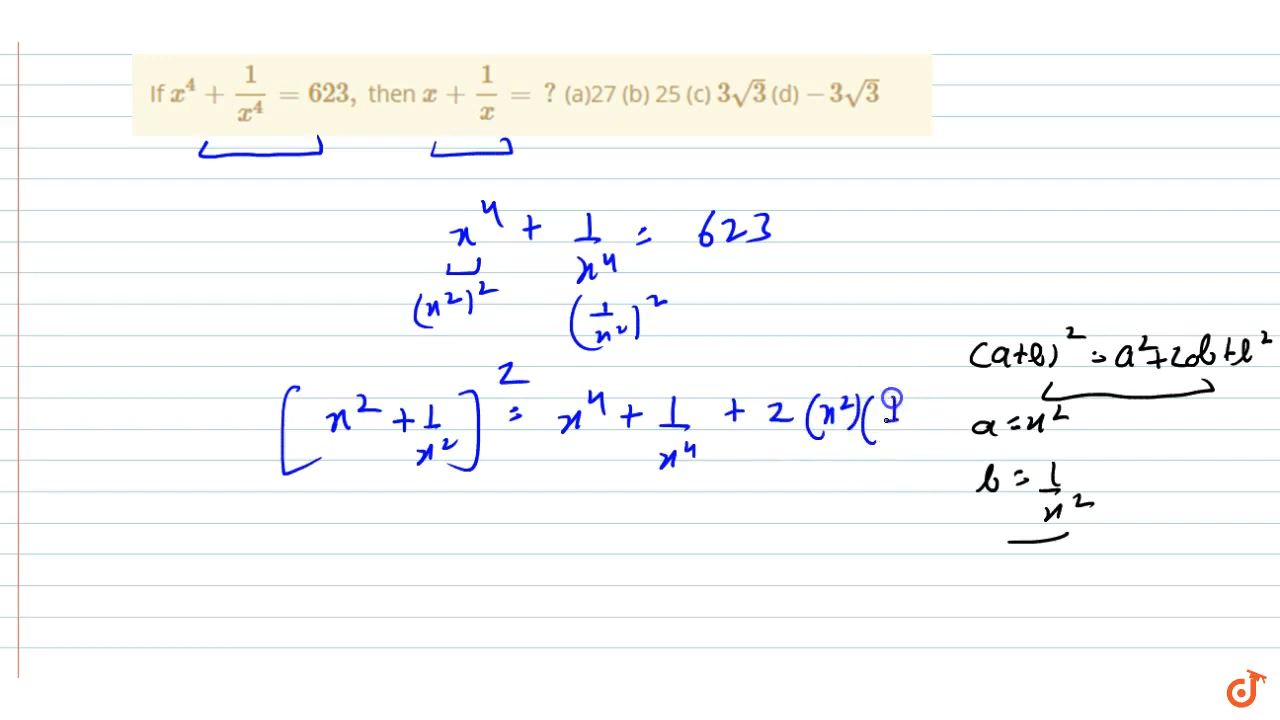 If x⁴ + 1/x⁴ = 623, then x + 1/x = ? (a)27 (b) 25 (c) 3√3 (d) −3√3
x⁴ + 1/x⁴ = 623
(x²)² (1/x²)²
(a+b)² = a²+2ab+b²
[x² + 1/x²]² = x⁴ + 1/x⁴ + 2(x²)(1
a = x²
b = 1/x²